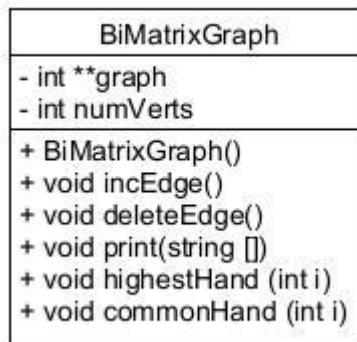 BiMatrixGraph
- int **graph
- int numVerts
+ BiMatrixGraph()
+ void incEdge()
+ void deleteEdge()
+ void print(string [])
+ void highestHand (int i)
+ void commonHand (int i)